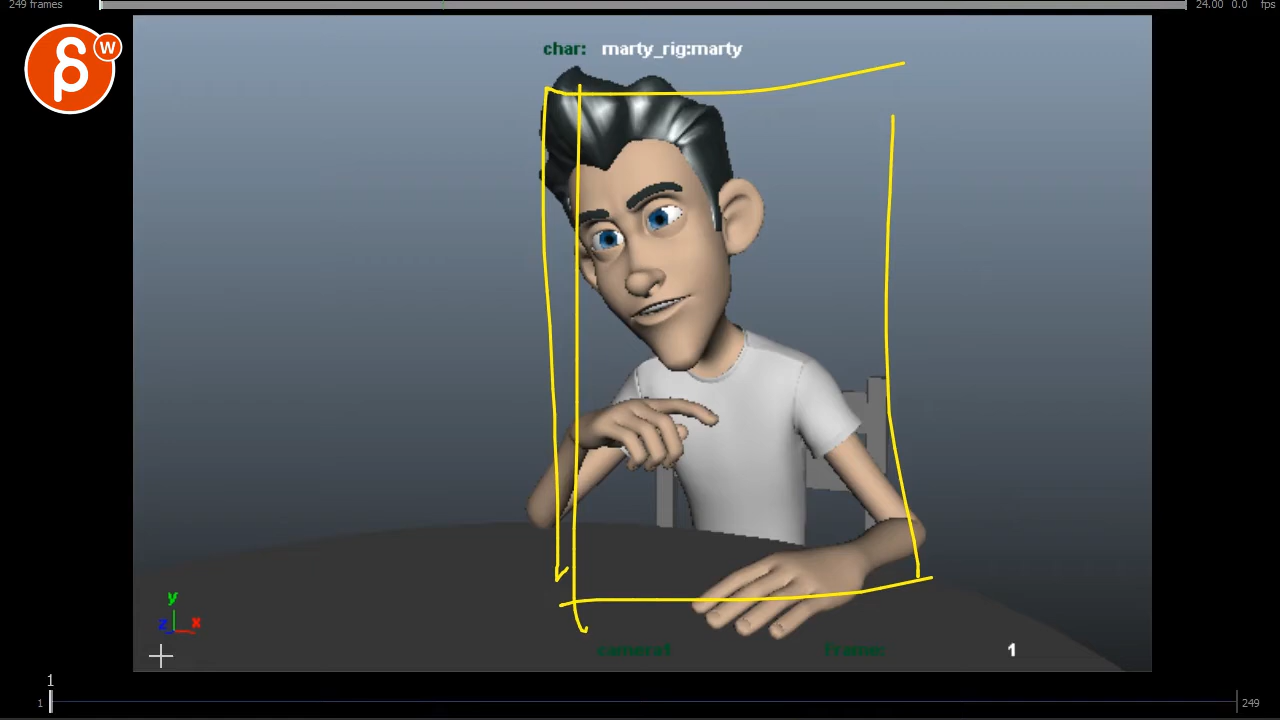 249 frames
24.00 0.0 fps
W
char: marty_rig:marty
y
z x
camera1 frame: 1
1
1 249